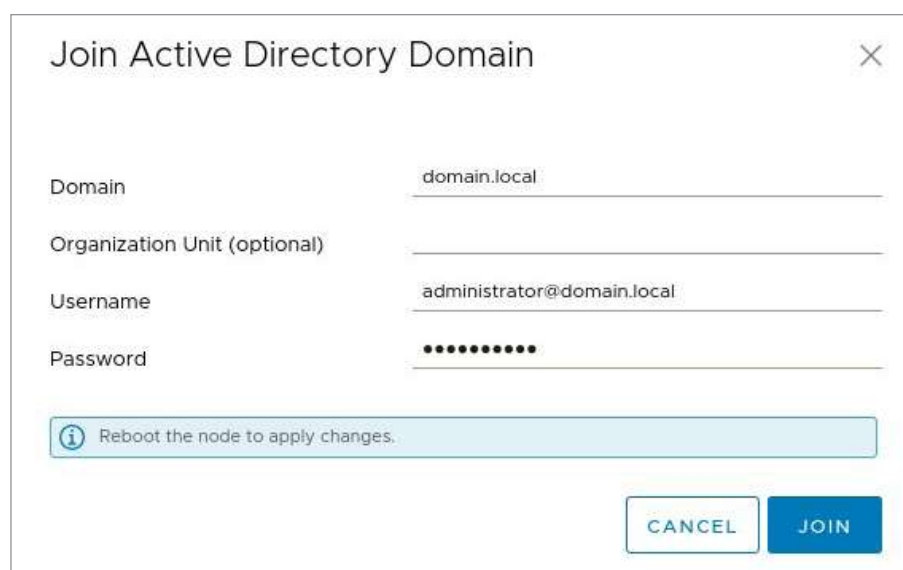 Join Active Directory Domain
Domain
domain.local
Organization Unit (optional)
Username
administrator@domain.local
Password
••••••••••
Reboot the node to apply changes.
CANCEL
JOIN